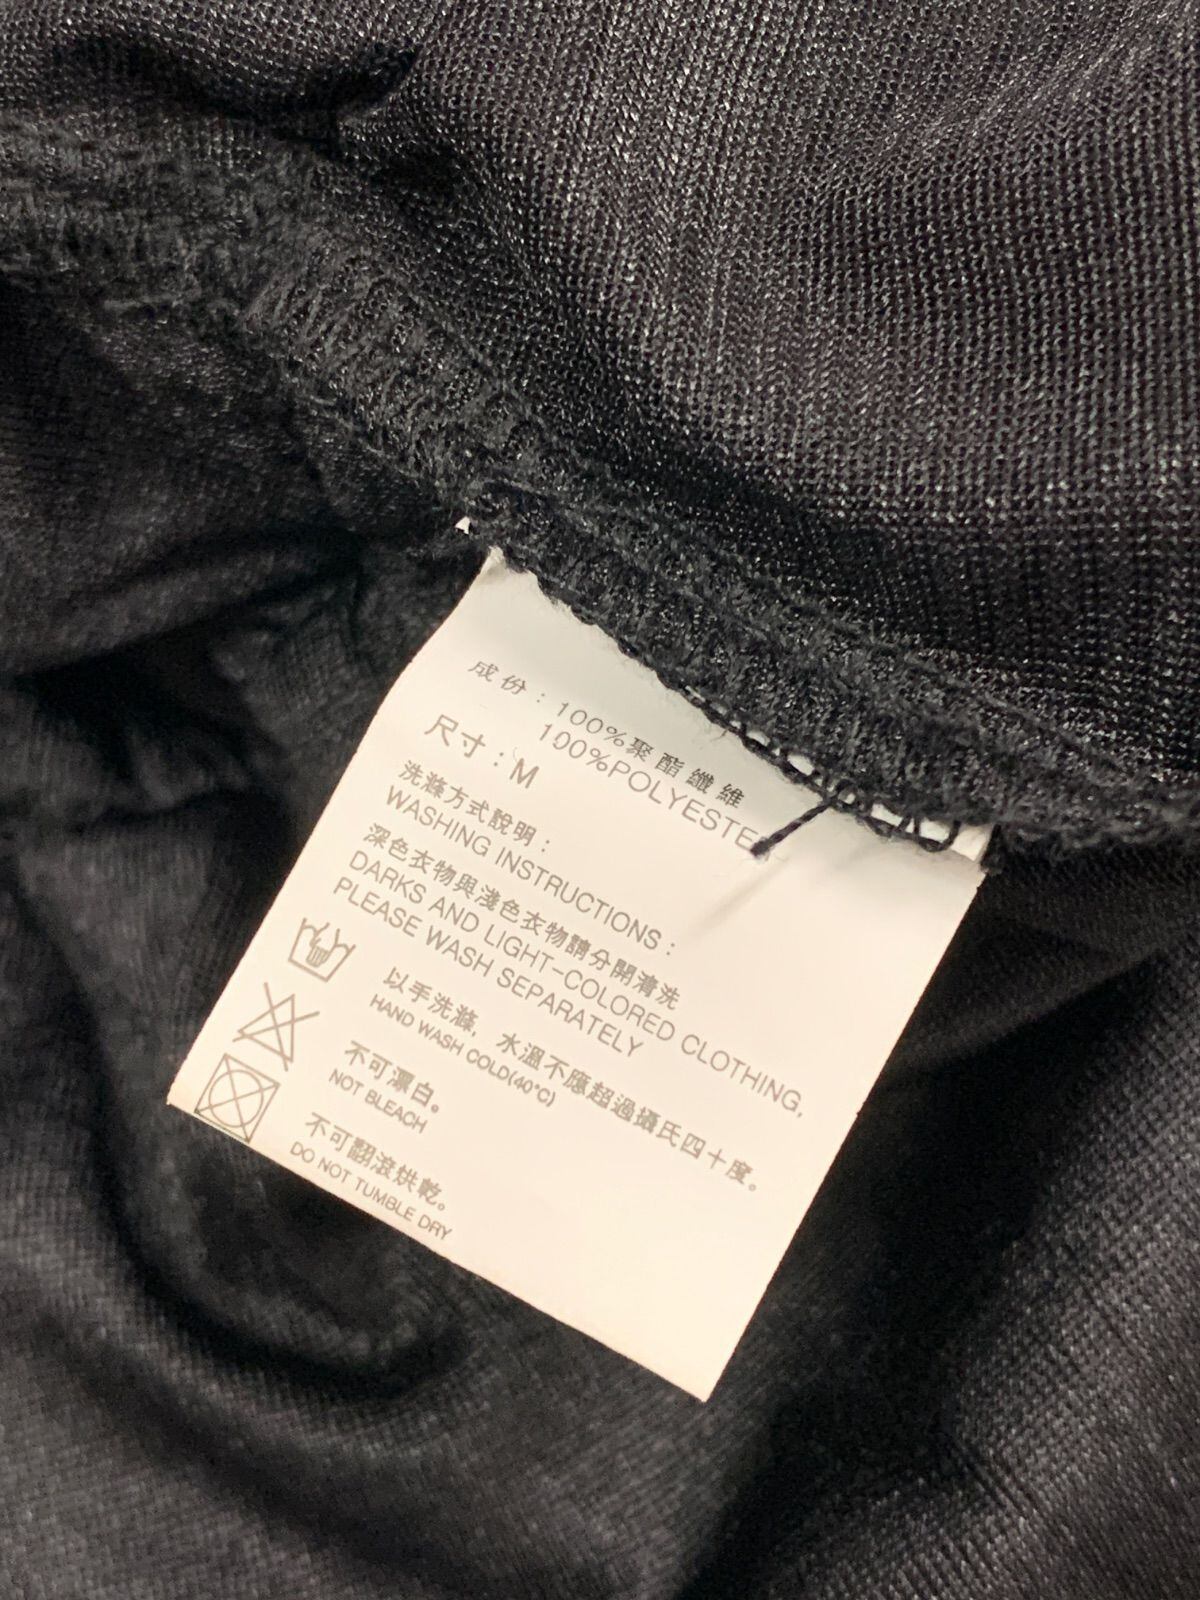 成份：100%聚酯纖維
100%POLYESTER
尺寸：M
洗滌方式說明：
WASHING INSTRUCTIONS：
深色衣物與淺色衣物請分開清洗
DARKS AND LIGHT-COLORED CLOTHING,
PLEASE WASH SEPARATELY
以手洗滌，水溫不應超過攝氏四十度。
HAND WASH COLD(40°C)
不可漂白。
NOT BLEACH
不可翻滾烘乾。
DO NOT TUMBLE DRY